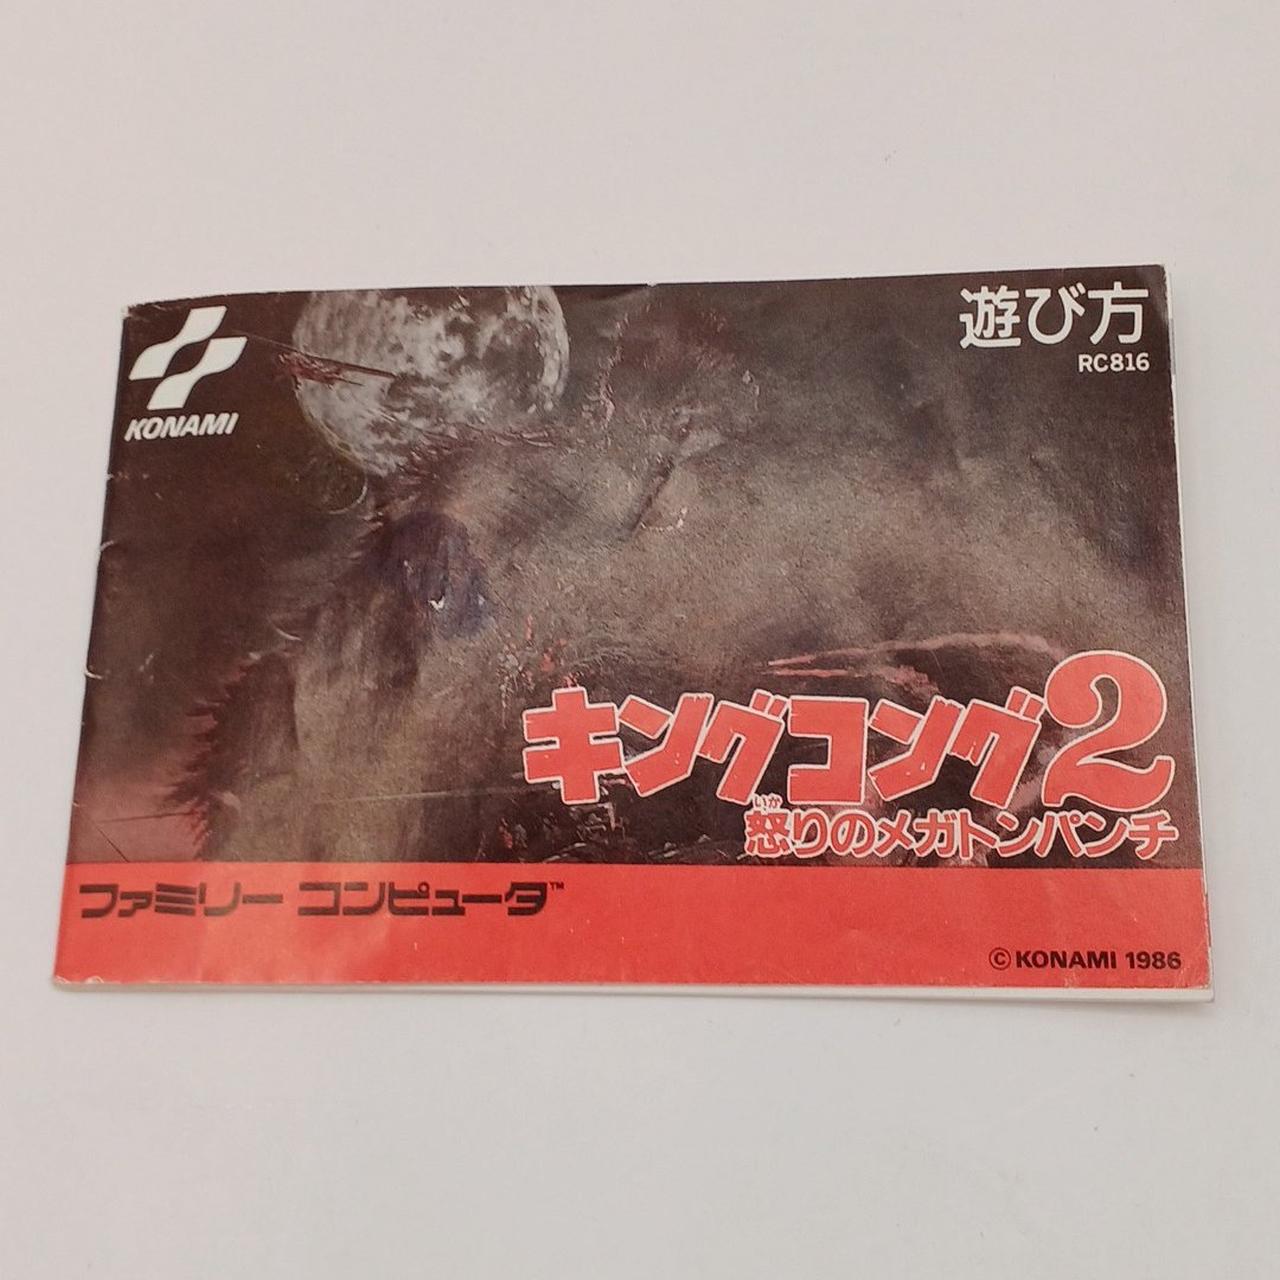 KONAMI
遊び方
RC816
キングコング2
いか
怒りのメガトンパンチ
ファミリー コンピュータ™
©KONAMI 1986